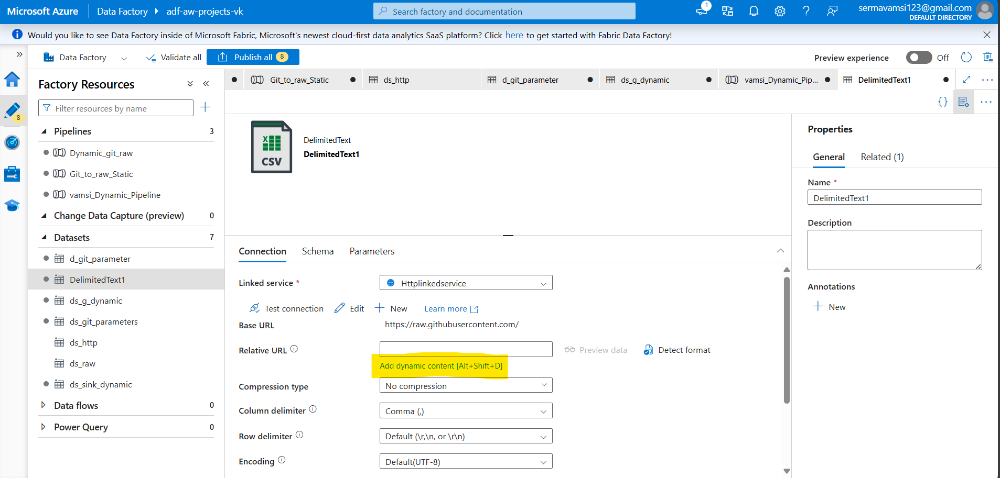 Microsoft Azure
Data Factory
adf-aw-projects-vk
Search factory and documentation
1
sermavamsi123@gmail.com
DEFAULT DIRECTORY
Would you like to see Data Factory inside of Microsoft Fabric, Microsoft's newest cloud-first data analytics SaaS platform? Click here to get started with Fabric Data Factory!
Data Factory
Validate all
Publish all 8
Preview experience
Off
Factory Resources
Filter resources by name
8
Pipelines 3
Dynamic_git_raw
Git_to_raw_Static
vamsi_Dynamic_Pipeline
Change Data Capture (preview) 0
Datasets 7
d_git_parameter
DelimitedText1
ds_g_dynamic
ds_git_parameters
ds_http
ds_raw
ds_sink_dynamic
Data flows 0
Power Query 0
Git_to_raw_Static
ds_http
d_git_parameter
ds_g_dynamic
vamsi_Dynamic_Pip...
DelimitedText1
X
CSV
DelimitedText
DelimitedText1
Connection
Schema
Parameters
Linked service *
Httplinkedservice
Test connection
Edit
New
Learn more
Base URL
https://raw.githubusercontent.com/
Relative URL
Preview data
Detect format
Add dynamic content [Alt+Shift+D]
Compression type
No compression
Column delimiter
Comma (,)
Row delimiter
Default (\r,\n, or \r\n)
Encoding
Default(UTF-8)
Properties
General
Related (1)
Name *
DelimitedText1
Description
Annotations
New